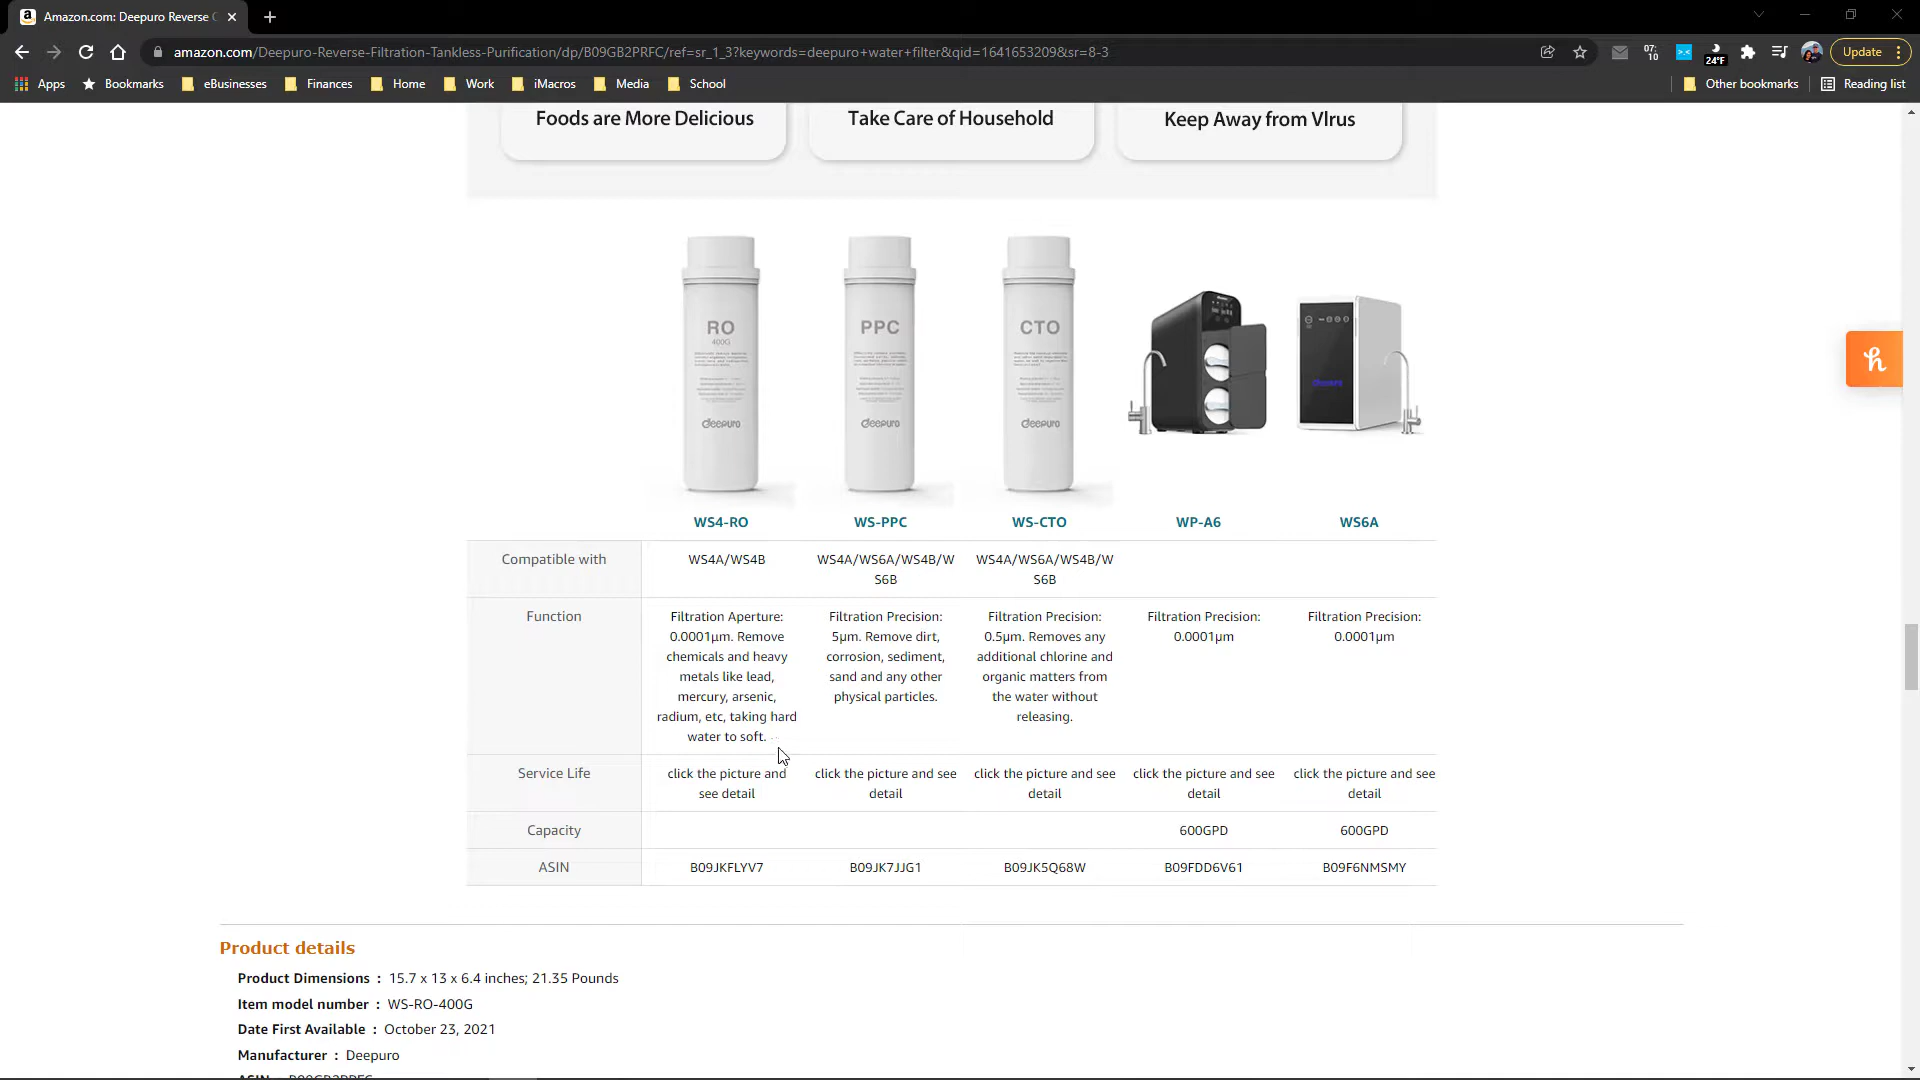 Amazon.com: Deepuro Reverse
amazon.com/Deepuro-Reverse-Filtration-Tankless-Purification/dp/B09GB2PRFC/ref=sr_1_3?keywords=deepuro+water+filter&qid=1641653209&sr=8-3
07:
10
24°F
Update
Apps
Bookmarks
eBusinesses
Finances
Home
Work
iMacros
Media
School
Other bookmarks
Reading list
Foods are More Delicious
Take Care of Household
Keep Away from VIrus
RO
400G
deepuro
PPC
deepuro
CTO
deepuro
h
WS4-RO
WS-PPC
WS-CTO
WP-A6
WS6A
Compatible with
WS4A/WS4B
WS4A/WS6A/WS4B/W
S6B
WS4A/WS6A/WS4B/W
S6B
Function
Filtration Aperture:
0.0001μm. Remove
chemicals and heavy
metals like lead,
mercury, arsenic,
radium, etc, taking hard
water to soft.
Filtration Precision:
5μm. Remove dirt,
corrosion, sediment,
sand and any other
physical particles.
Filtration Precision:
0.5μm. Removes any
additional chlorine and
organic matters from
the water without
releasing.
Filtration Precision:
0.0001μm
Filtration Precision:
0.0001μm
Service Life
click the picture and
see detail
click the picture and see
detail
click the picture and see
detail
click the picture and see
detail
click the picture and see
detail
Capacity
600GPD
600GPD
ASIN
B09JKFLYV7
B09JK7JJG1
B09JK5Q68W
B09FDD6V61
B09F6NMSMY
Product details
Product Dimensions : 15.7 x 13 x 6.4 inches; 21.35 Pounds
Item model number : WS-RO-400G
Date First Available : October 23, 2021
Manufacturer : Deepuro